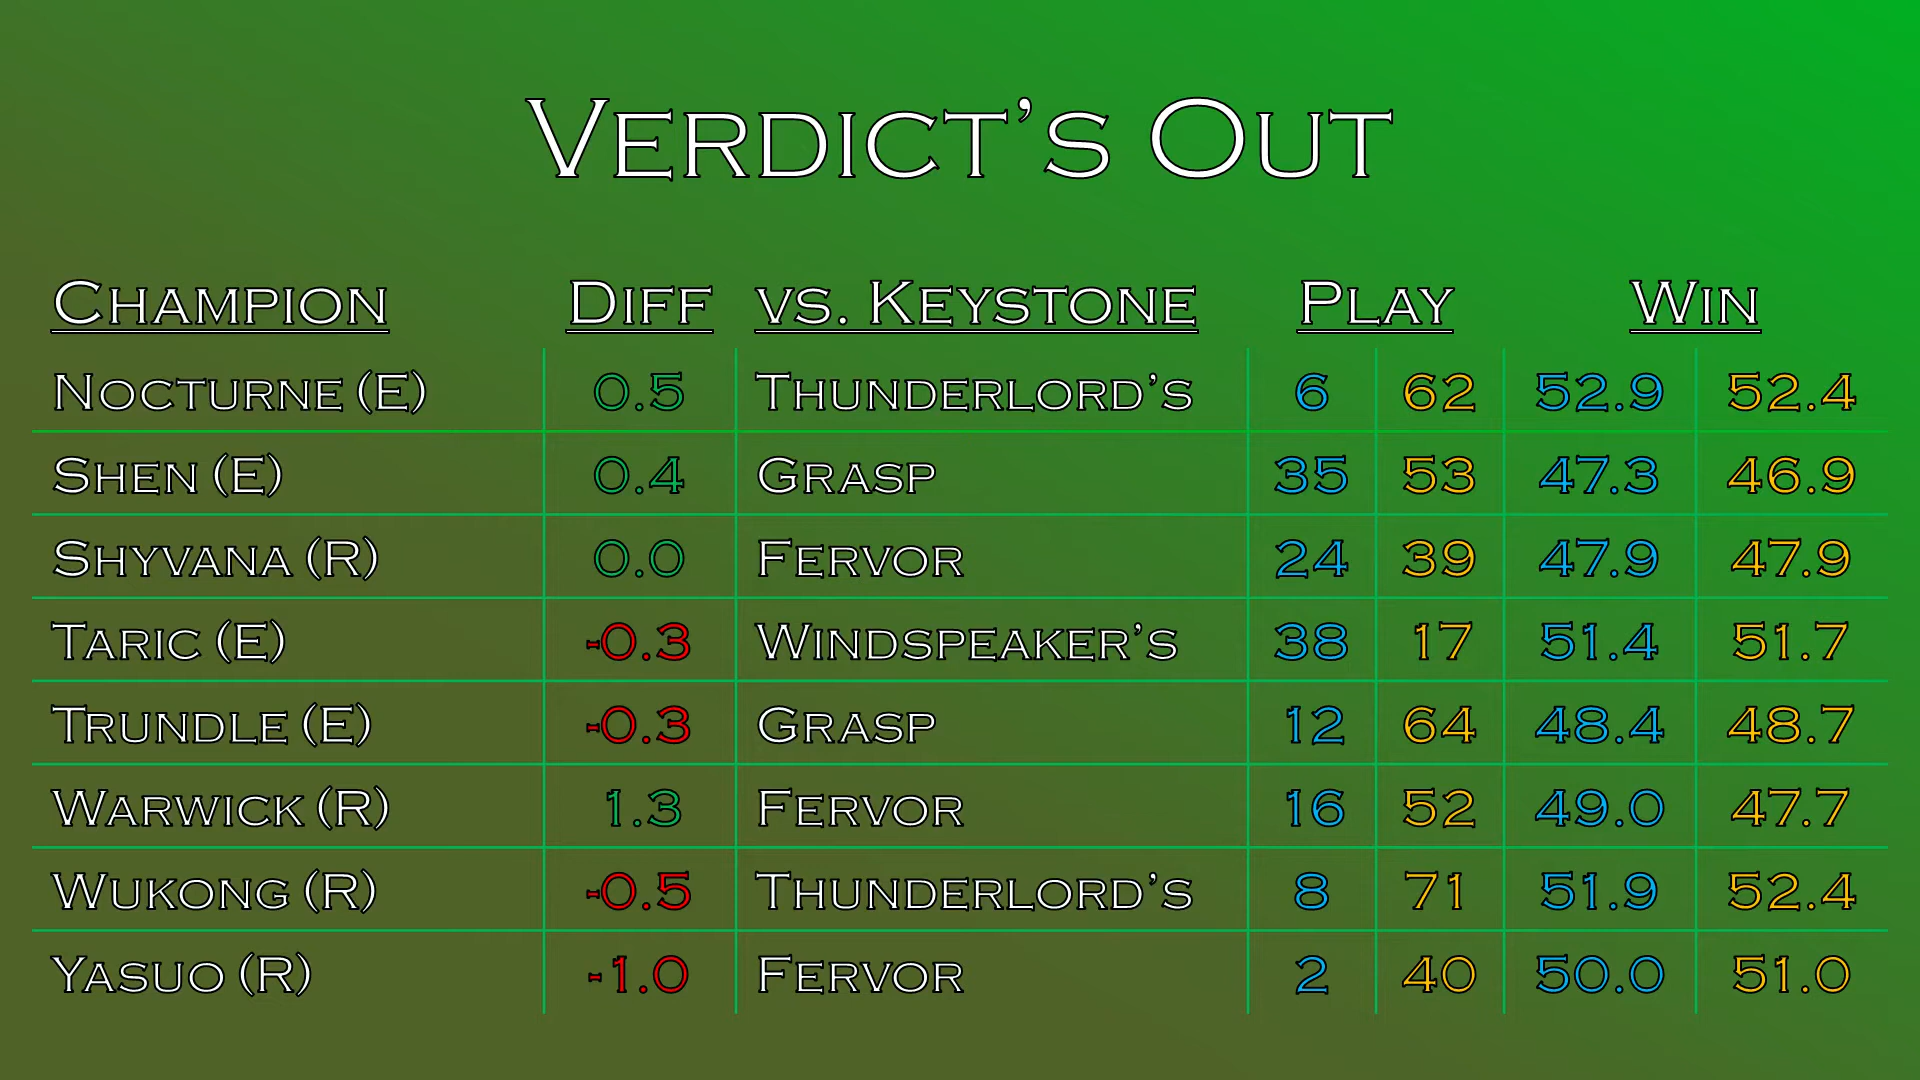 Verdict's Out
Champion Diff vs. Keystone Play Win
Nocturne (E) 0.5 Thunderlord's 6 62 52.9 52.4
Shen (E) 0.4 Grasp 35 53 47.3 46.9
Shyvana (R) 0.0 Fervor 24 39 47.9 47.9
Taric (E) -0.3 Windspeaker's 38 17 51.4 51.7
Trundle (E) -0.3 Grasp 12 64 48.4 48.7
Warwick (R) 1.3 Fervor 16 52 49.0 47.7
Wukong (R) -0.5 Thunderlord's 8 71 51.9 52.4
Yasuo (R) -1.0 Fervor 2 40 50.0 51.0